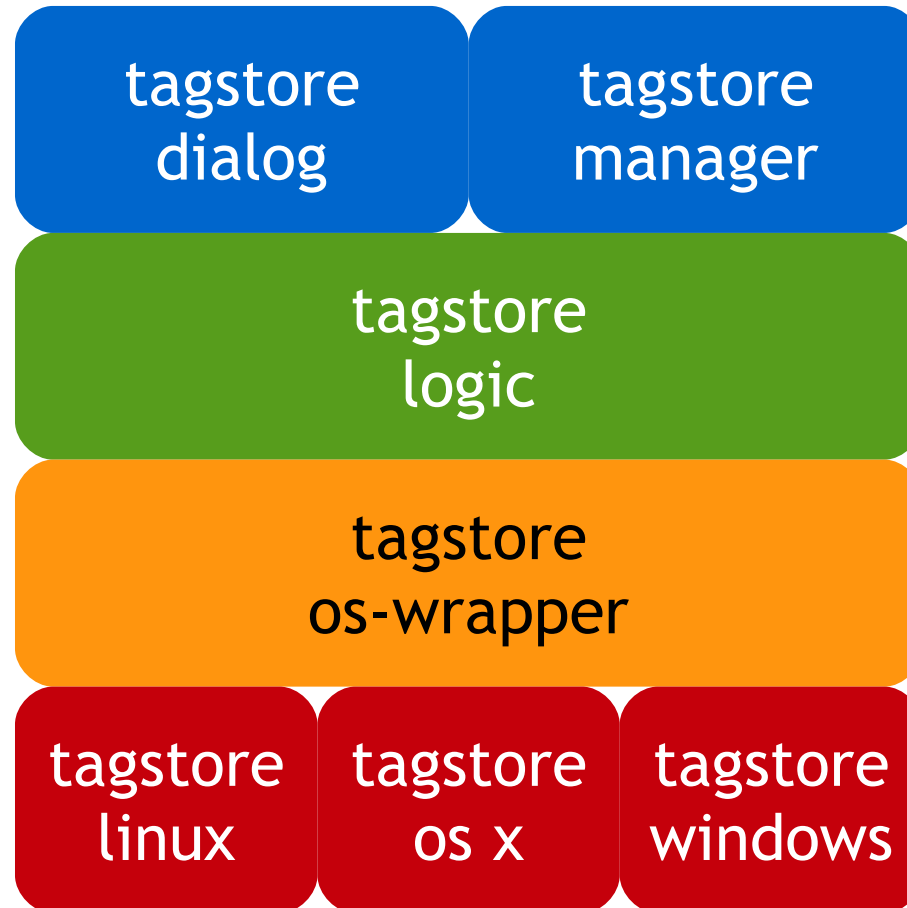 tagstore
dialog
tagstore
manager
tagstore
logic
tagstore
os-wrapper
tagstore
linux
tagstore
os x
tagstore
windows